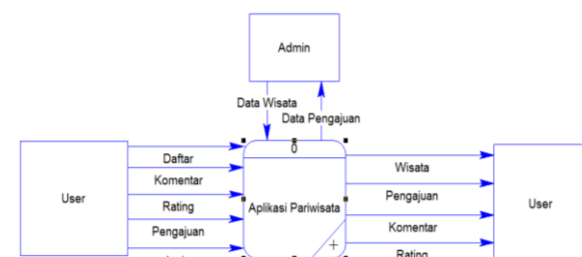 Admin
Data Wisata
Data Pengajuan
0
Daftar
Komentar
Rating
Pengajuan
User
Aplikasi Pariwisata
Wisata
Pengajuan
Komentar
Rating
User